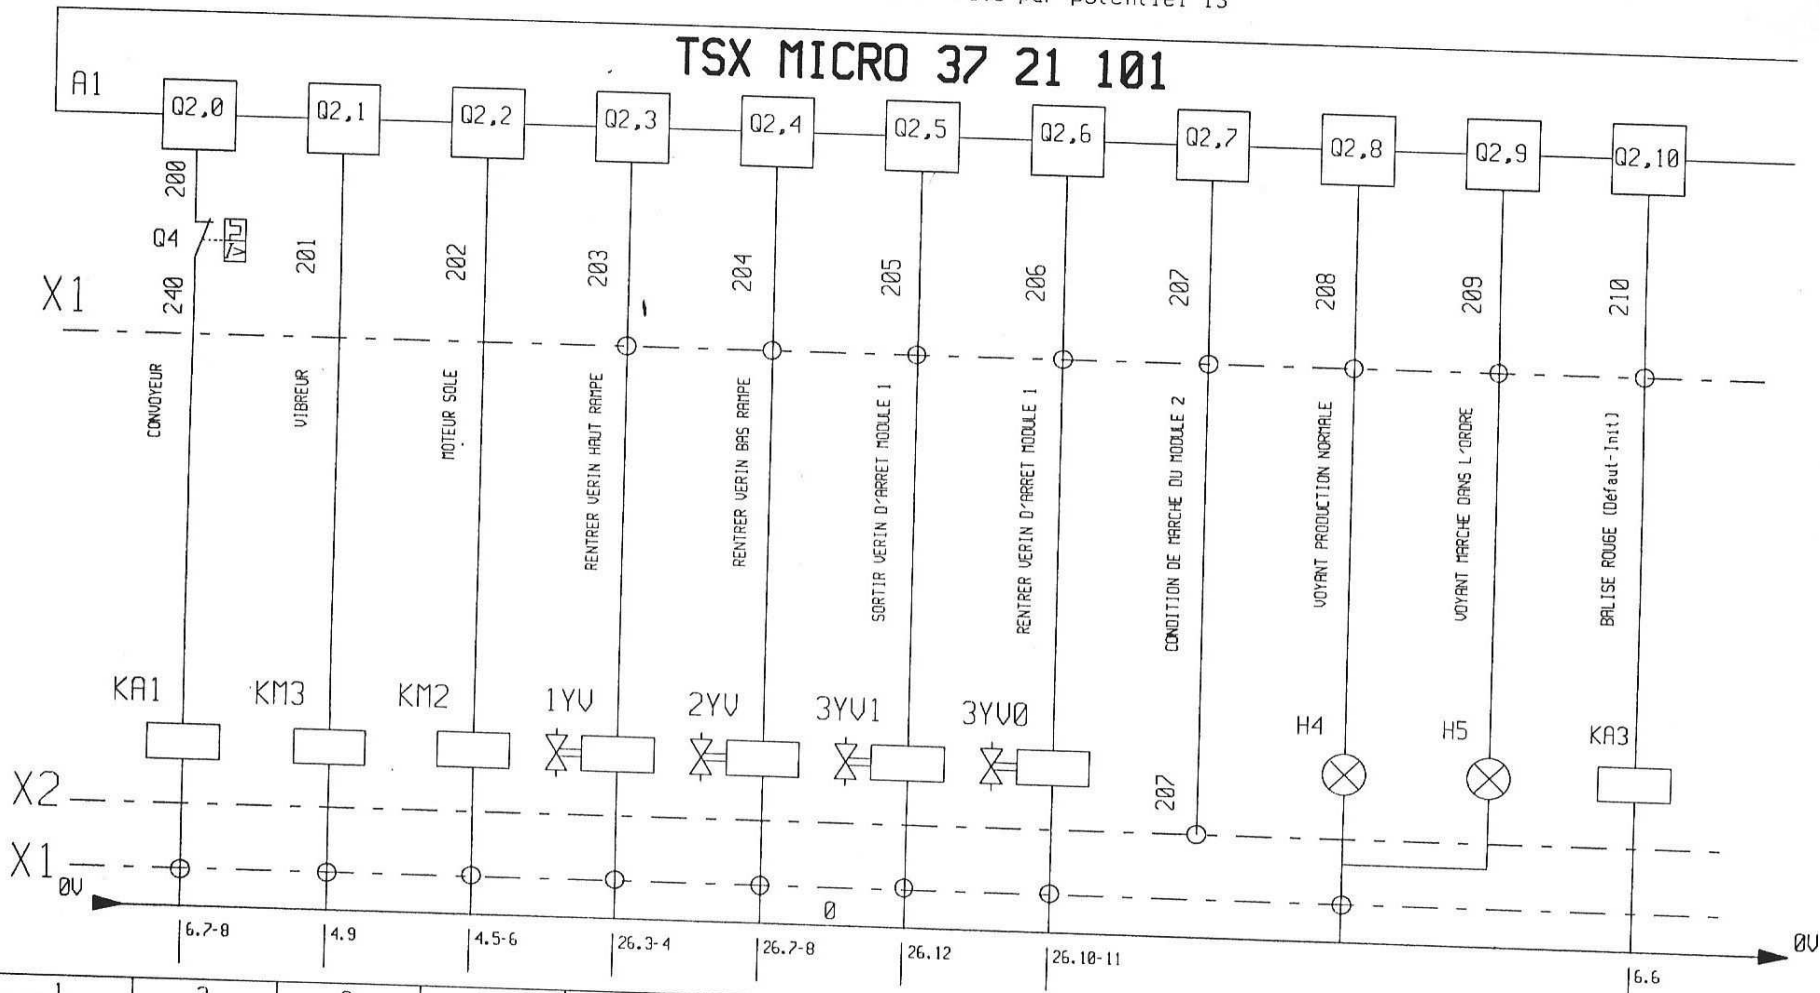 par potentiel 13
TSX MICRO 37 21 101
A1
Q2,0
Q2,1
Q2,2
Q2,3
Q2,4
Q2,5
Q2,6
Q2,7
Q2,8
Q2,9
Q2,10
200
Q4
240
201
202
203
204
205
206
207
208
209
210
X1
CONVOYEUR
VIBREUR
MOTEUR SOLE
RENTRER VERIN HAUT RAMPE
RENTRER VERIN BAS RAMPE
SORTIR VERIN D'ARRET MODULE 1
RENTRER VERIN D'ARRET MODULE 1
CONDITION DE MARCHE DU MODULE 2
VOYANT PRODUCTION NORMALE
VOYANT MARCHE DANS L'ORDRE
BALISE ROUGE (Défaut-Init)
KA1
KM3
KM2
1YV
2YV
3YV1
3YV0
H4
H5
KA3
207
X2
X1
0V
0
0V
6.7-8
4.9
4.5-6
26.3-4
26.7-8
26.12
26.10-11
6.6
1